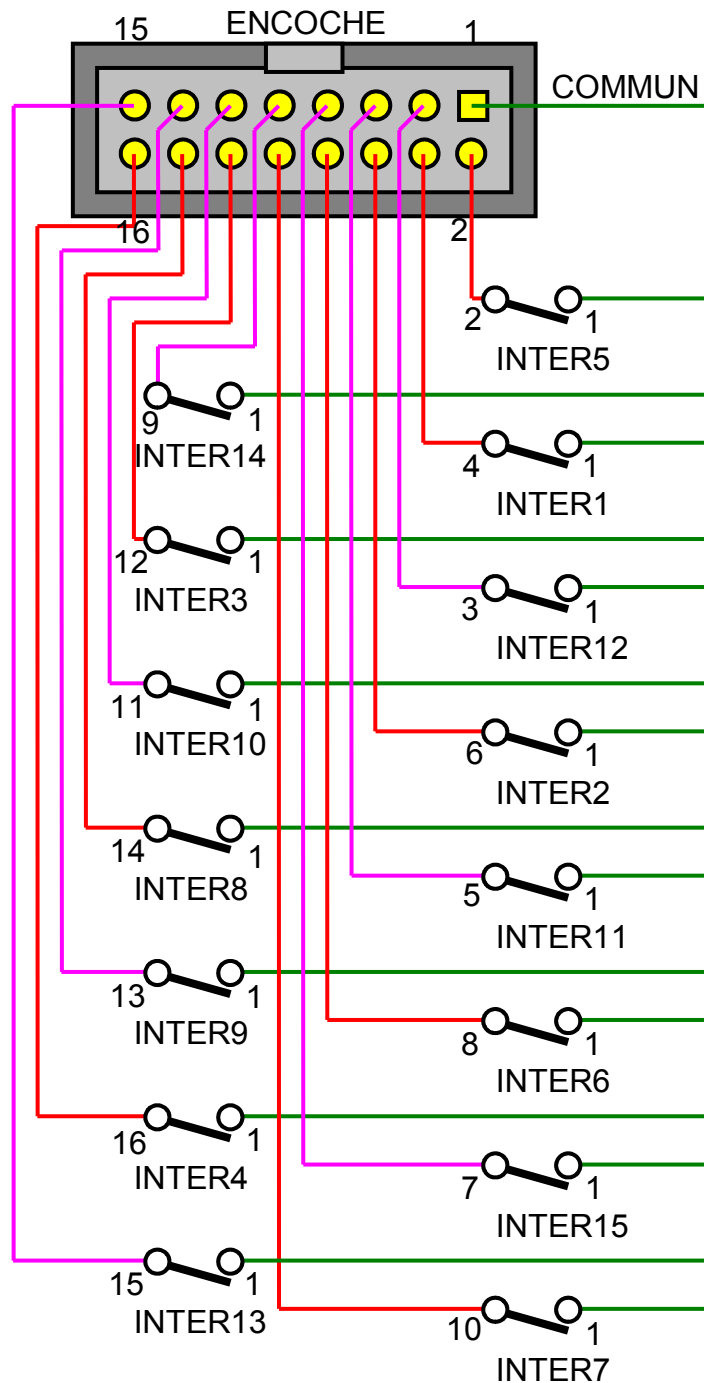 15 ENCOCHE 1
COMMUN
16 2
2 1
INTER5
9 1
INTER14
4 1
INTER1
12 1
INTER3
3 1
INTER12
11 1
INTER10
6 1
INTER2
14 1
INTER8
5 1
INTER11
13 1
INTER9
8 1
INTER6
16 1
INTER4
7 1
INTER15
15 1
INTER13
10 1
INTER7